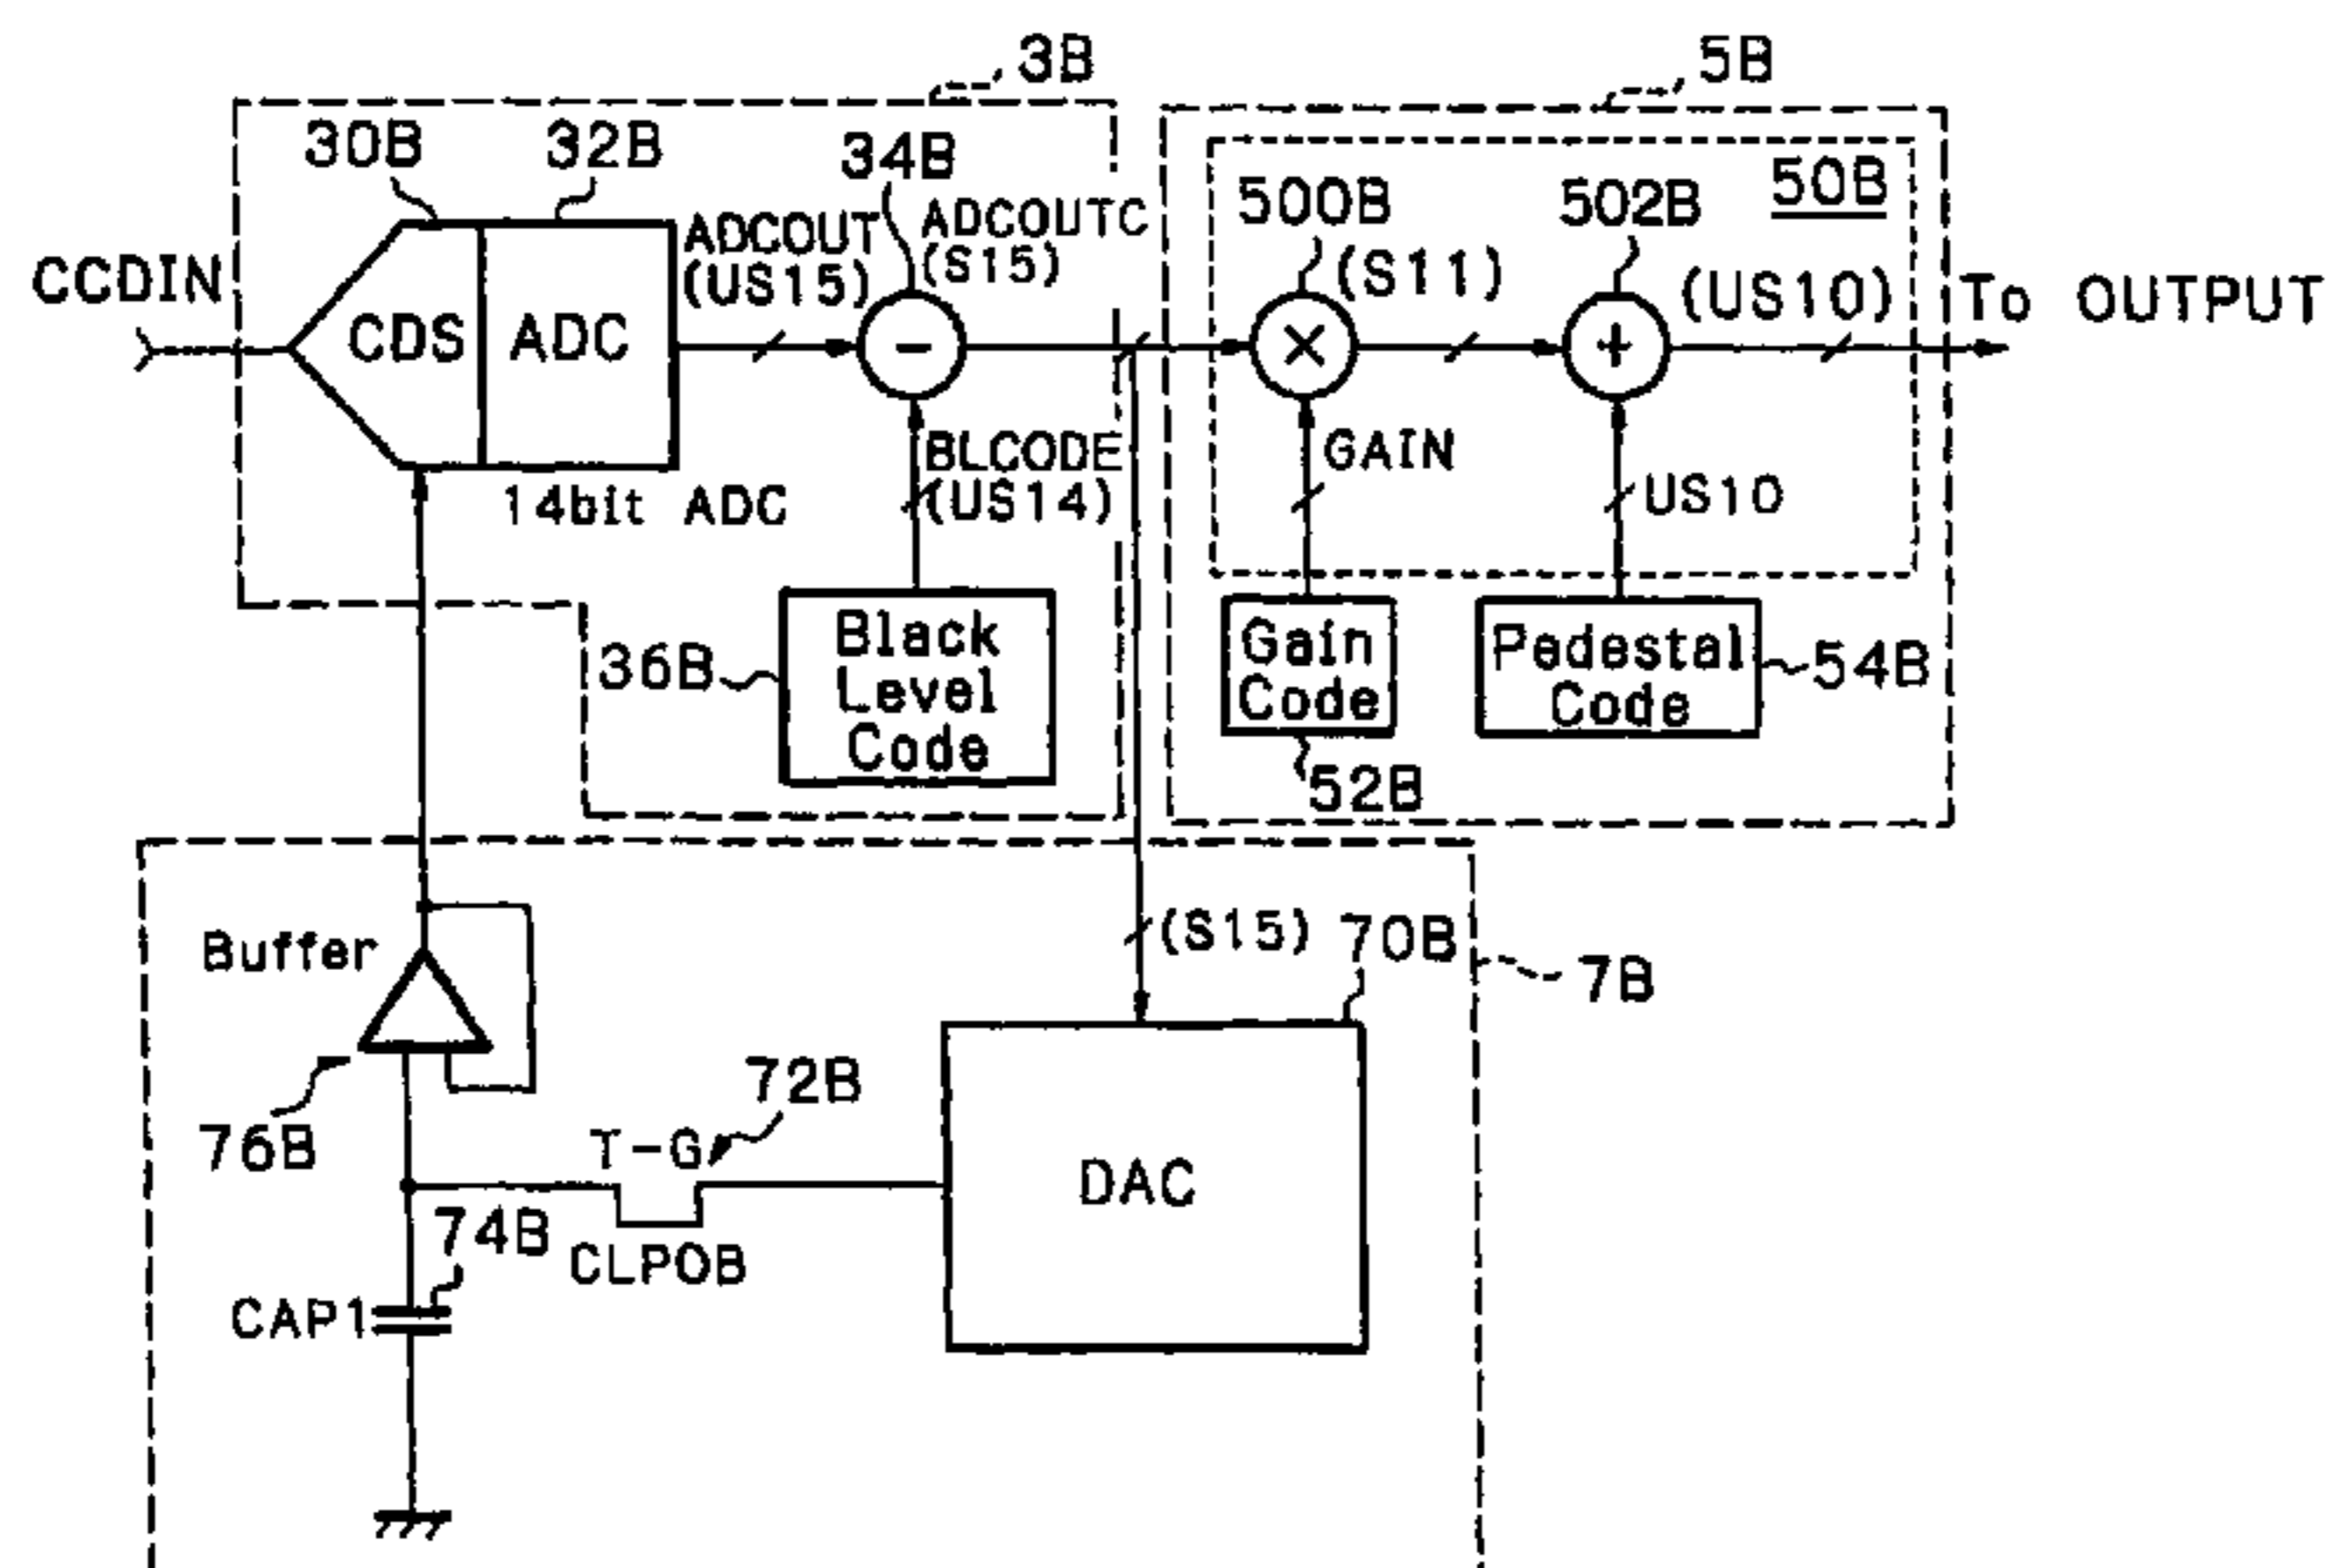 3B
5B
30B
32B
34B
50B
500B
502B
ADCOUT
(US15)
ADCOUTC
(S15)
(S11)
(US10)
CCDIN
CDS
ADC
-
×
+
To OUTPUT
14bit ADC
BLCODE
(US14)
GAIN
US10
36B
Black
Level
Code
Gain
Code
Pedestal
Code
54B
52B
Buffer
(S15)
70B
7B
76B
72B
T-G
DAC
74B
CLPOB
CAP1